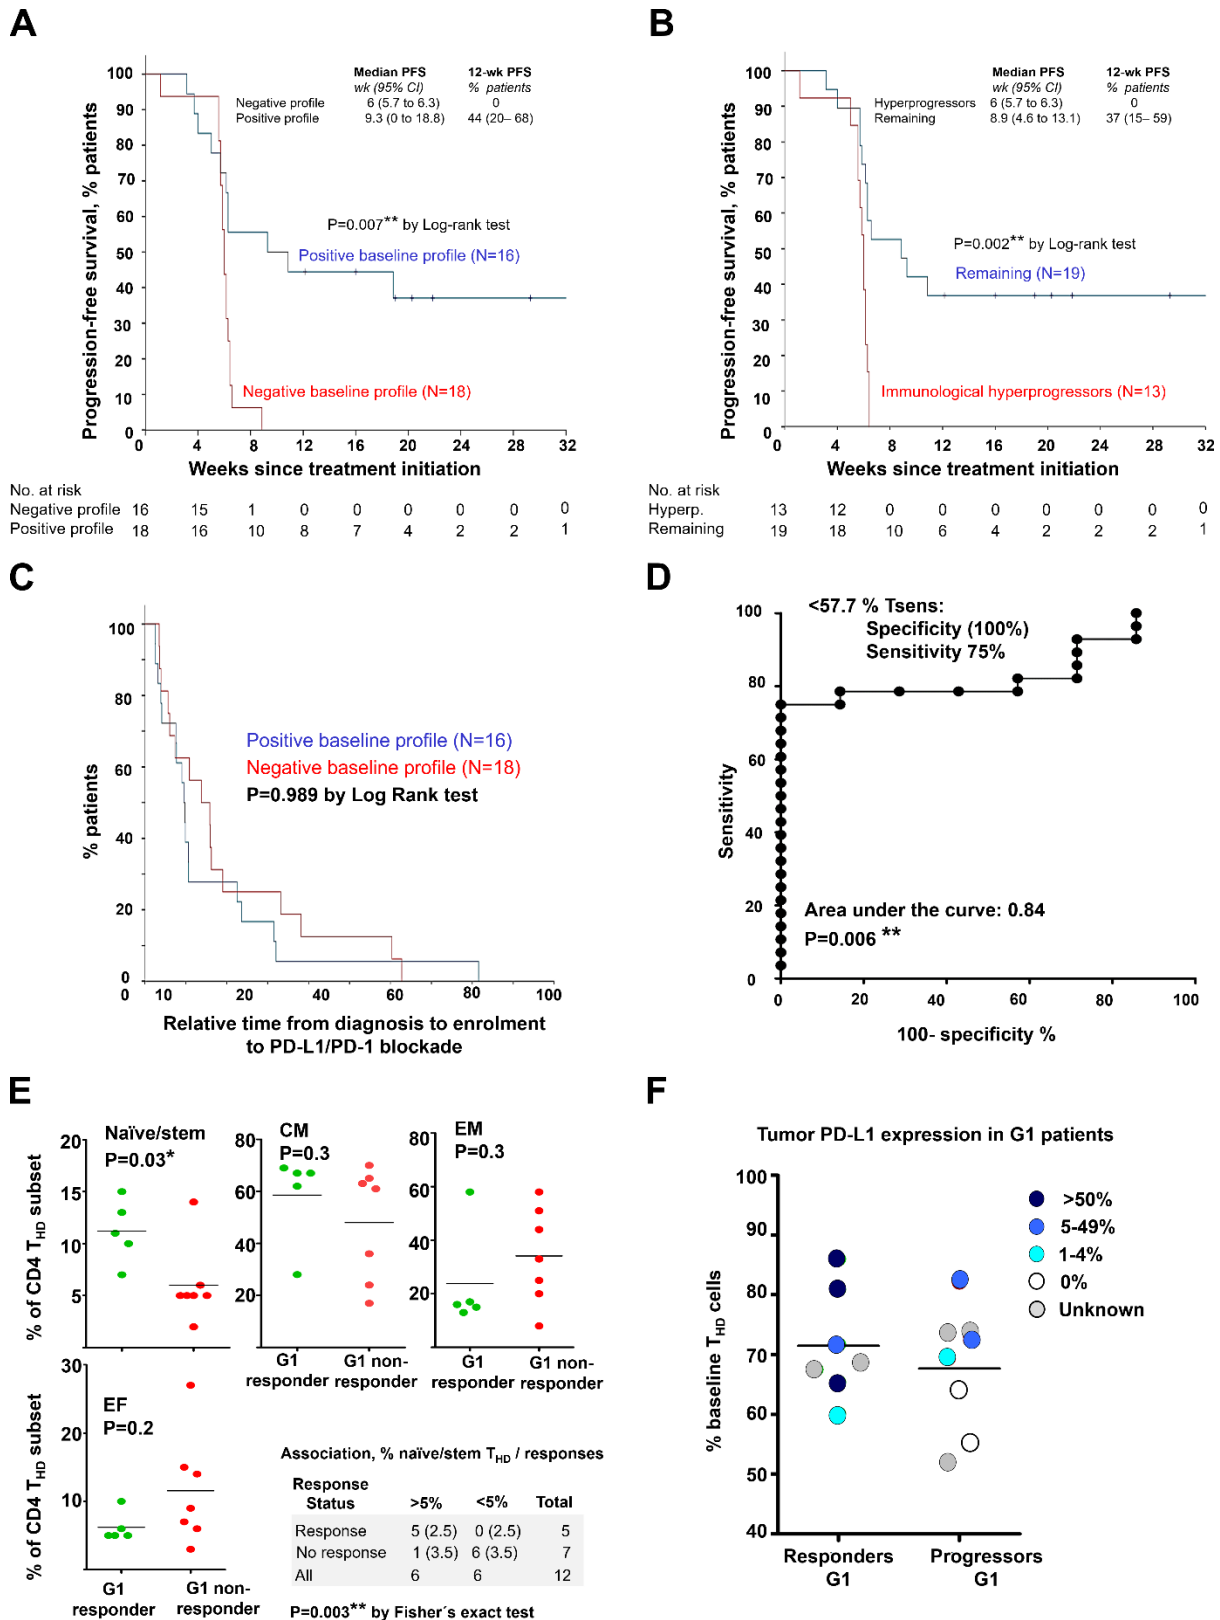 A
Median PFS 12-wk PFS
wk (95% CI) % patients
Negative profile 6 (5.7 to 6.3) 0
Positive profile 9.3 (0 to 18.8) 44 (20– 68)
P=0.007** by Log-rank test
Positive baseline profile (N=16)
Negative baseline profile (N=18)
Progression-free survival, % patients
100
90
80
70
60
50
40
30
20
10
0
0 4 8 12 16 20 24 28 32
Weeks since treatment initiation
No. at risk
Negative profile 16 15 1 0 0 0 0 0 0
Positive profile 18 16 10 8 7 4 2 2 1
B
Median PFS 12-wk PFS
wk (95% CI) % patients
Hyperprogressors 6 (5.7 to 6.3) 0
Remaining 8.9 (4.6 to 13.1) 37 (15– 59)
P=0.002** by Log-rank test
Remaining (N=19)
Immunological hyperprogressors (N=13)
Progression-free survival, % patients
100
90
80
70
60
50
40
30
20
10
0
0 4 8 12 16 20 24 28 32
Weeks since treatment initiation
No. at risk
Hyperp. 13 12 0 0 0 0 0 0 0
Remaining 19 18 10 6 4 2 2 2 1
C
Positive baseline profile (N=16)
Negative baseline profile (N=18)
P=0.989 by Log Rank test
% patients
100
80
60
40
20
0
0 10 20 40 60 80 100
Relative time from diagnosis to enrolment
to PD-L1/PD-1 blockade
D
<57.7 % Tsens:
Specificity (100%)
Sensitivity 75%
Area under the curve: 0.84
P=0.006 **
Sensitivity
100
80
60
40
20
0
0 20 40 60 80 100
100- specificity %
E
% of CD4 THD subset
Naïve/stem
P=0.03*
20
15
10
5
0
CM
P=0.3
80
60
40
20
0
G1
responder
G1 non-
responder
EM
P=0.3
80
60
40
20
0
G1
responder
G1 non-
responder
% of CD4 THD subset
EF
P=0.2
30
20
10
0
G1
responder
G1 non-
responder
Association, % naïve/stem THD / responses
Response
Status >5% <5% Total
Response 5 (2.5) 0 (2.5) 5
No response 1 (3.5) 6 (3.5) 7
All 6 6 12
P=0.003** by Fisher´s exact test
F
Tumor PD-L1 expression in G1 patients
>50%
5-49%
1-4%
0%
Unknown
% baseline THD cells
100
90
80
70
60
50
40
Responders
G1
Progressors
G1